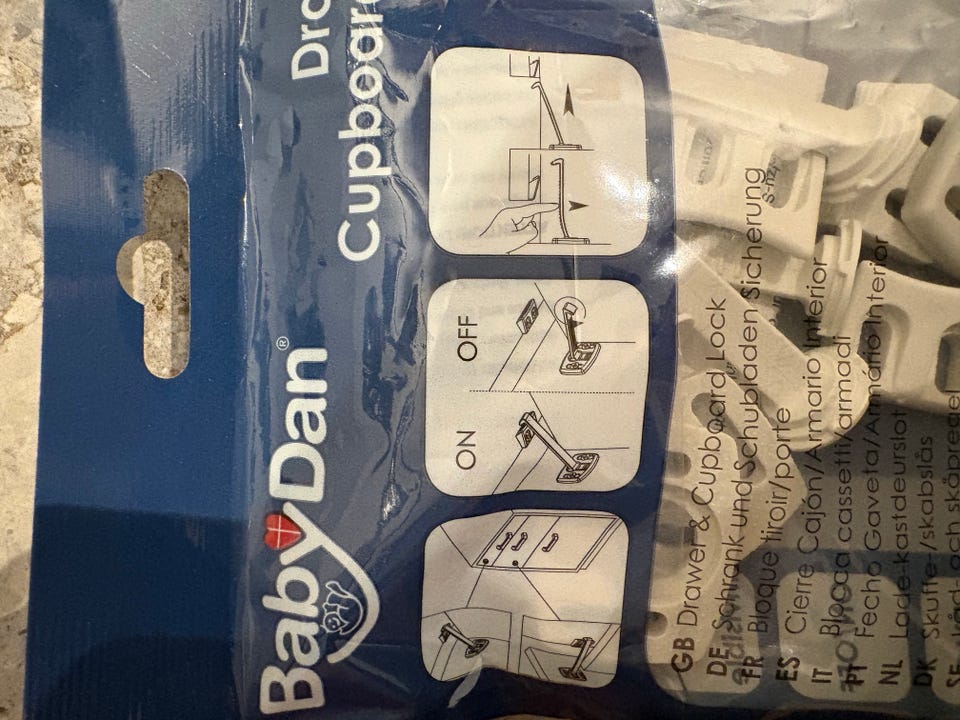 BabyDan®
Cupboard
ON OFF
GB Drawer & Cupboard Lock
DE Schrank-und Schubladen-Sicherung
FR Bloque tiroir/porte
ES Cierre Cajón/Armario Interior
IT Blocca cassetti/armadi
PT Fecho Gaveta/Armário Interior
NL Lade-kastdeurslot
DK Skuffe-/skabslås
SE